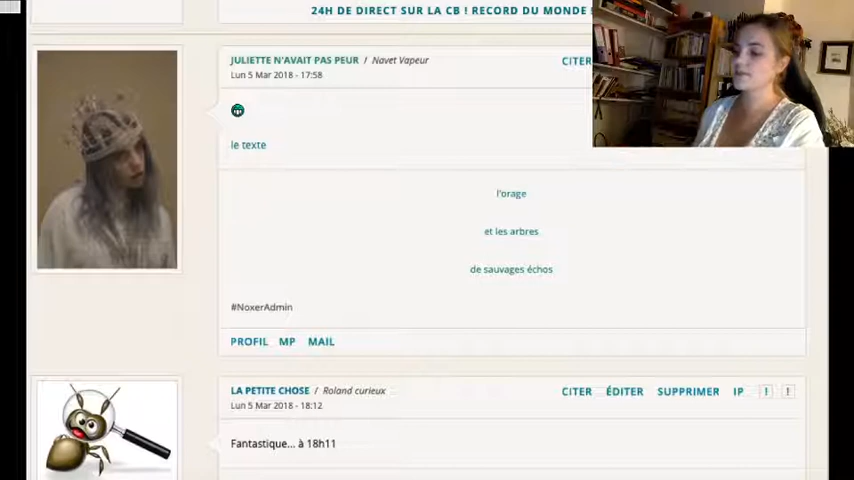 24H DE DIRECT SUR LA CB ! RECORD DU MONDE !
JULIETTE N'AVAIT PAS PEUR / Navet Vapeur
CITER
Lun 5 Mar 2018 - 17:58
le texte
l'orage
et les arbres
de sauvages échos
#NoxerAdmin
PROFIL MP MAIL
LA PETITE CHOSE / Roland curieux
CITER ÉDITER SUPPRIMER IP ! !
Lun 5 Mar 2018 - 18:12
Fantastique... à 18h11